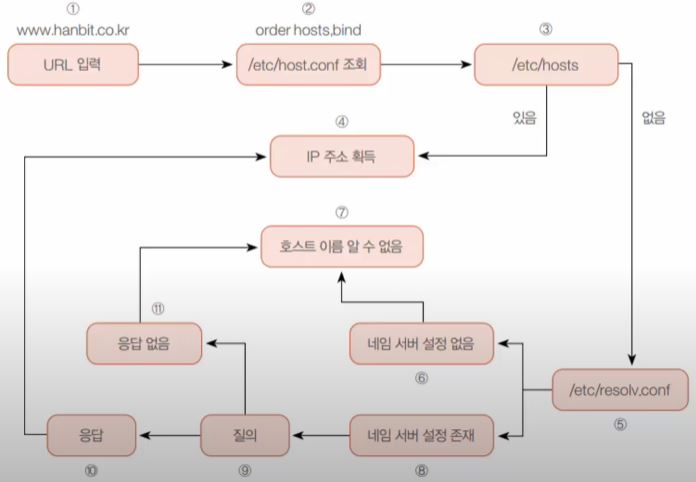 ①
www.hanbit.co.kr
URL 입력
②
order hosts,bind
/etc/host.conf 조회
③
/etc/hosts
있음
없음
④
IP 주소 획득
⑦
호스트 이름 알 수 없음
⑪
응답 없음
네임 서버 설정 없음
⑥
/etc/resolv.conf
⑤
응답
⑩
질의
⑨
네임 서버 설정 존재
⑧